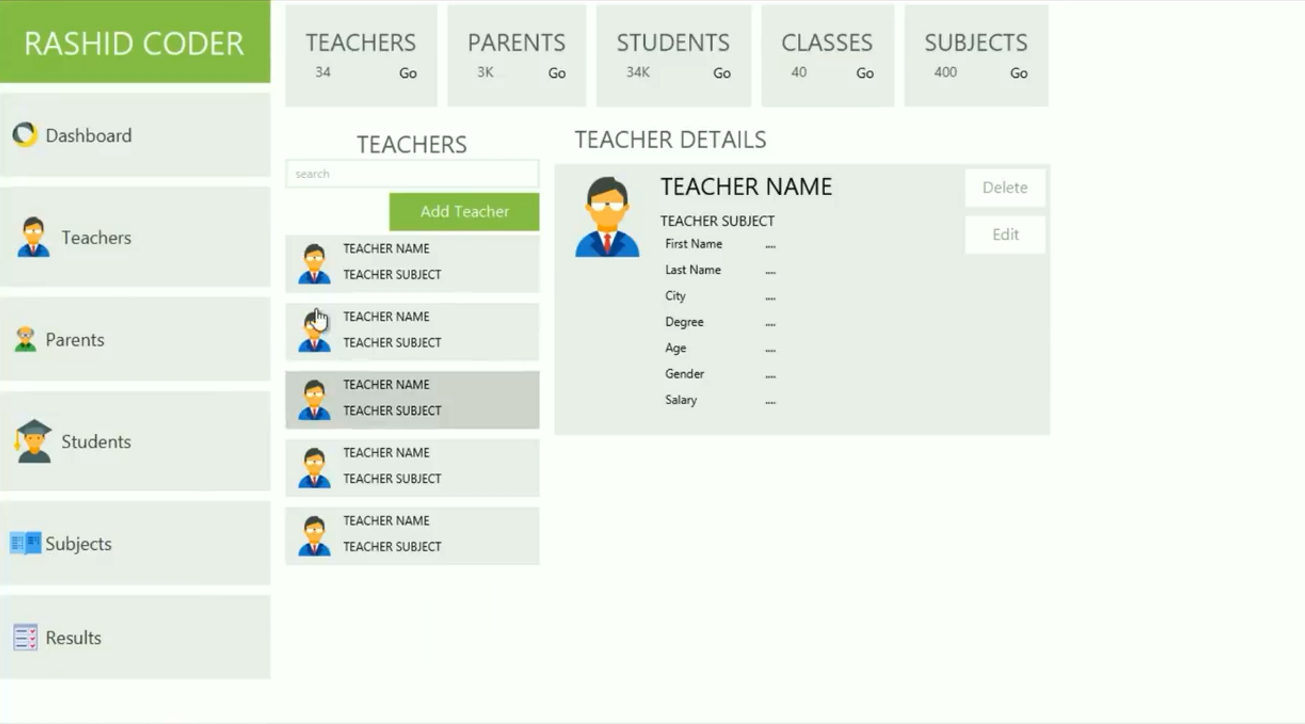 RASHID CODER
Dashboard
Teachers
Parents
Students
Subjects
Results
TEACHERS
34 Go
PARENTS
3K Go
STUDENTS
34K Go
CLASSES
40 Go
SUBJECTS
400 Go
TEACHERS
search
Add Teacher
TEACHER NAME
TEACHER SUBJECT
TEACHER NAME
TEACHER SUBJECT
TEACHER NAME
TEACHER SUBJECT
TEACHER NAME
TEACHER SUBJECT
TEACHER NAME
TEACHER SUBJECT
TEACHER DETAILS
TEACHER NAME
TEACHER SUBJECT
First Name ....
Last Name ....
City ....
Degree ....
Age ....
Gender ....
Salary ....
Delete
Edit